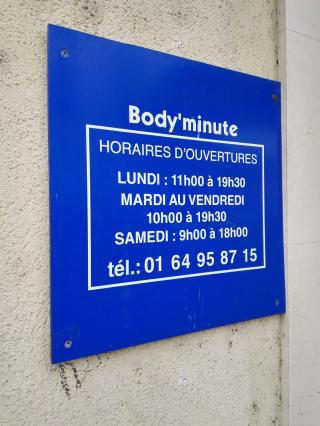 Body'minute
HORAIRES D'OUVERTURES
LUNDI : 11h00 à 19h30
MARDI AU VENDREDI
10h00 à 19h30
SAMEDI : 9h00 à 18h00
tél.: 01 64 95 87 15